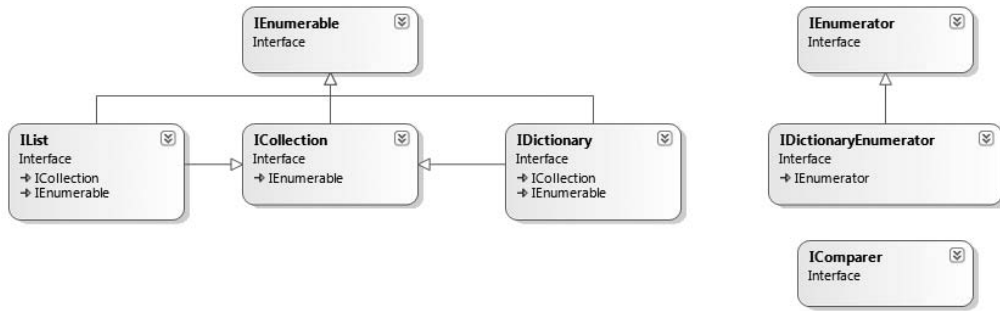 IEnumerable
Interface
IEnumerator
Interface
IList
Interface
ICollection
IEnumerable
ICollection
Interface
IEnumerable
IDictionary
Interface
ICollection
IEnumerable
IDictionaryEnumerator
Interface
IEnumerator
IComparer
Interface